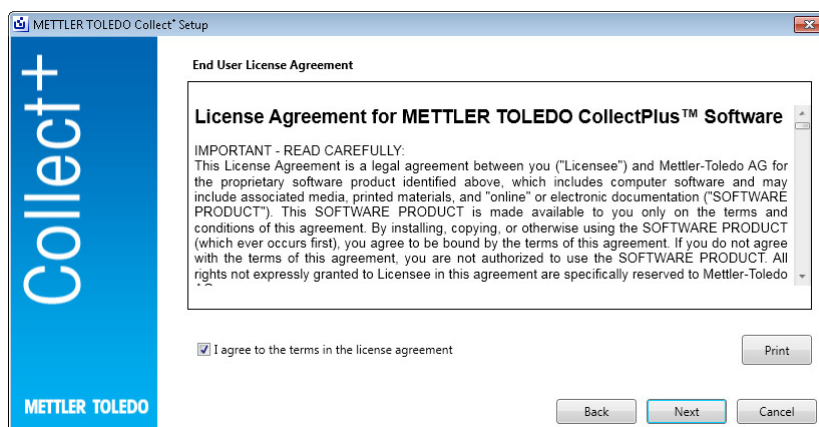 METTLER TOLEDO Collect+ Setup
Collect+
End User License Agreement
License Agreement for METTLER TOLEDO CollectPlus™ Software
IMPORTANT - READ CAREFULLY:
This License Agreement is a legal agreement between you ("Licensee") and Mettler-Toledo AG for
the proprietary software product identified above, which includes computer software and may
include associated media, printed materials, and "online" or electronic documentation ("SOFTWARE
PRODUCT"). This SOFTWARE PRODUCT is made available to you only on the terms and
conditions of this agreement. By installing, copying, or otherwise using the SOFTWARE PRODUCT
(which ever occurs first), you agree to be bound by the terms of this agreement. If you do not agree
with the terms of this agreement, you are not authorized to use the SOFTWARE PRODUCT. All
rights not expressly granted to Licensee in this agreement are specifically reserved to Mettler-Toledo
I agree to the terms in the license agreement
Print
METTLER TOLEDO
Back
Next
Cancel